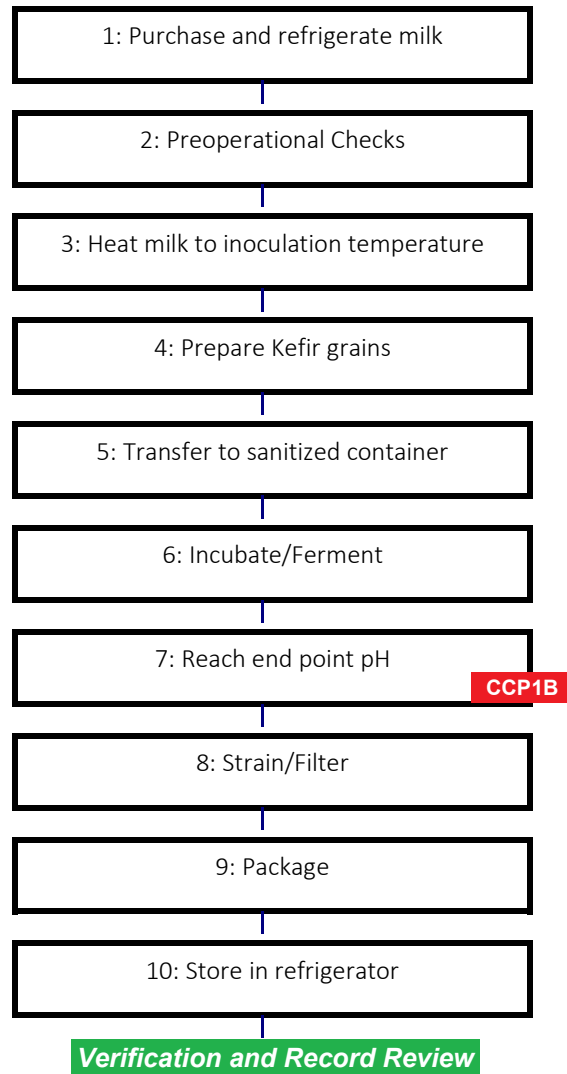 1: Purchase and refrigerate milk
2: Preoperational Checks
3: Heat milk to inoculation temperature
4: Prepare Kefir grains
5: Transfer to sanitized container
6: Incubate/Ferment
7: Reach end point pH
CCP1B
8: Strain/Filter
9: Package
10: Store in refrigerator
Verification and Record Review